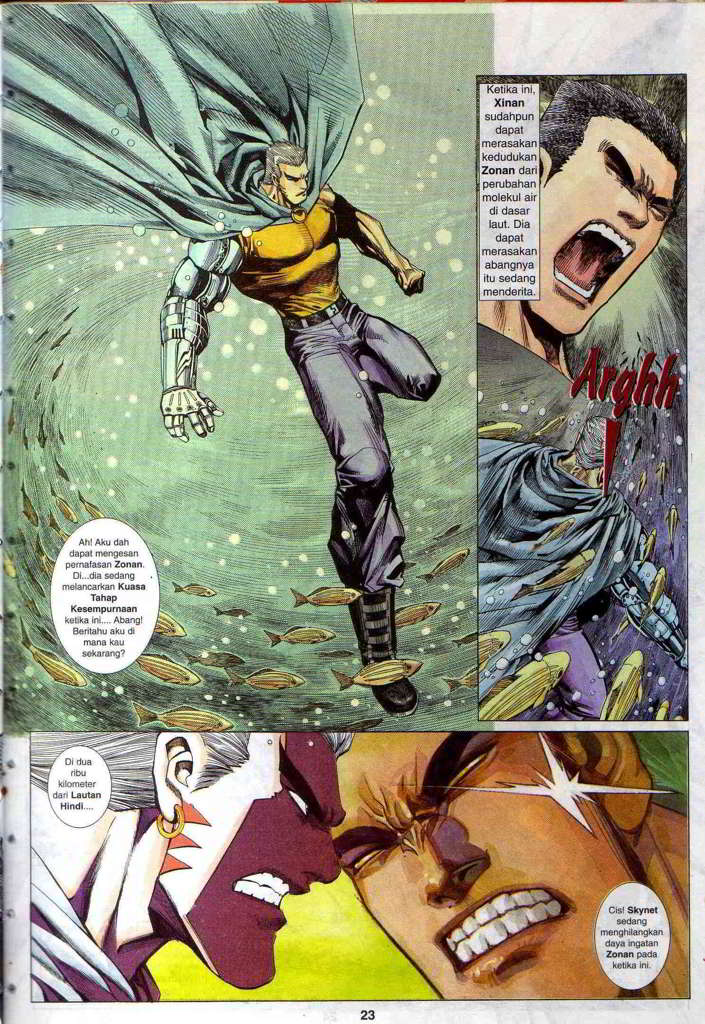 Ketika ini,
Xinan
sudahpun
dapat
merasakan
kedudukan
Zonan dari
perubahan
molekul air
di dasar
laut. Dia
dapat
merasakan
abangnya
itu sedang
menderita.
Arghh
!
Ah! Aku dah
dapat mengesan
pernafasan Zonan.
Di...dia sedang
melancarkan Kuasa
Tahap
Kesempurnaan
ketika ini.... Abang!
Beritahu aku di
mana kau
sekarang?
Di dua
ribu
kilometer
dari Lautan
Hindi....
Cis! Skynet
menghilangkan
daya ingatan
Zonan pada
ketika ini.
23